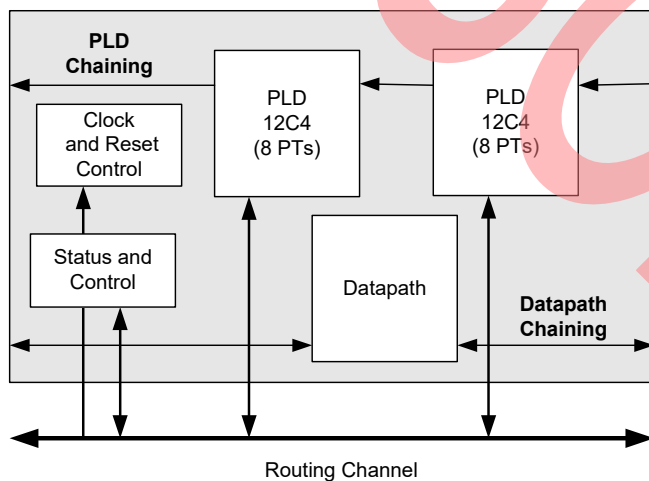 PLD
Chaining
PLD
12C4
(8 PTs)
PLD
12C4
(8 PTs)
Clock
and Reset
Control
Status and
Control
Datapath
Datapath
Chaining
Routing Channel